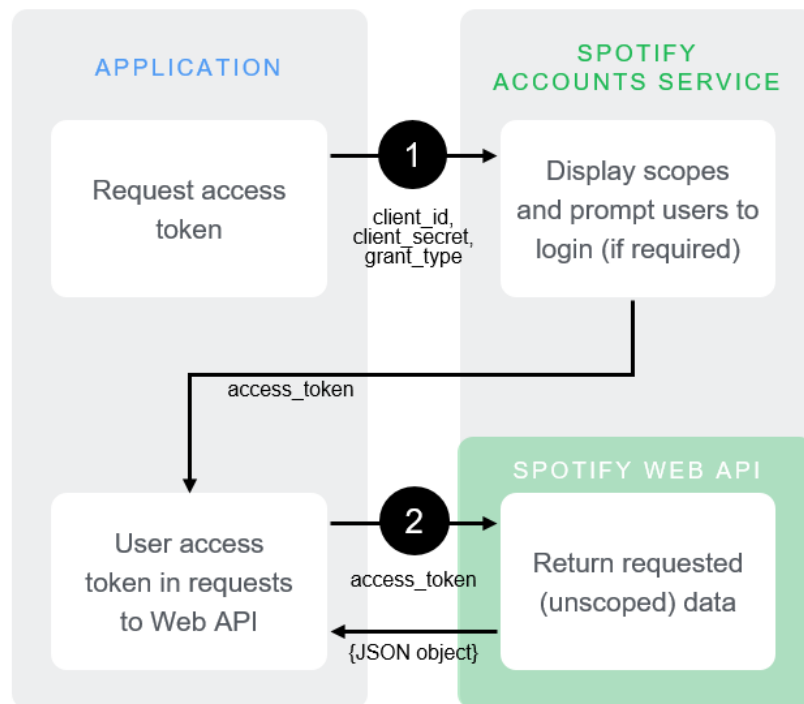 APPLICATION
SPOTIFY
ACCOUNTS SERVICE
Request access
token
1
client_id,
client_secret,
grant_type
Display scopes
and prompt users to
login (if required)
access_token
SPOTIFY WEB API
User access
token in requests
to Web API
2
access_token
{JSON object}
Return requested
(unscoped) data